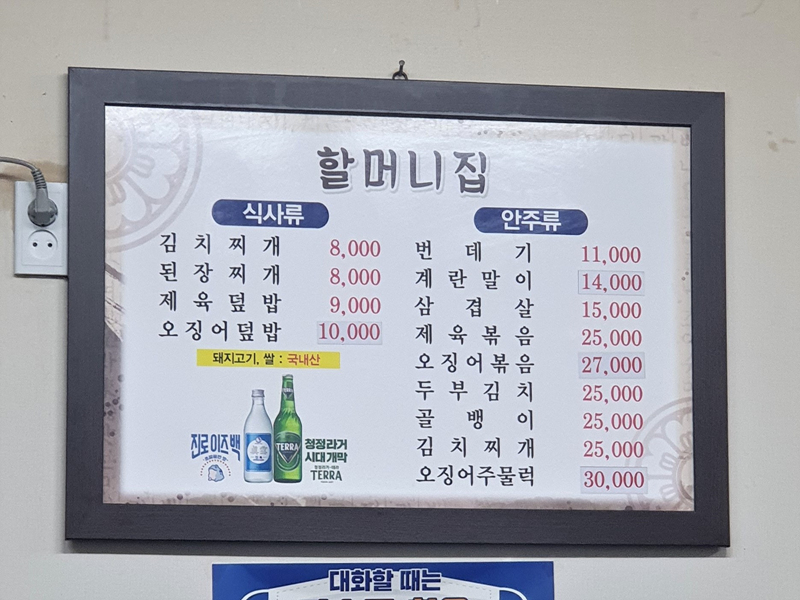 할머니집
식사류
김치찌개 8,000
된장찌개 8,000
제육덮밥 9,000
오징어덮밥 10,000
돼지고기, 쌀 : 국내산
진로이즈백
청정라거
시대개막
TERRA
TERRA
안주류
번데기 11,000
계란말이 14,000
삼겹살 15,000
제육볶음 25,000
오징어볶음 27,000
두부김치 25,000
골뱅이 25,000
김치찌개 25,000
오징어주물럭 30,000
대화할 때는